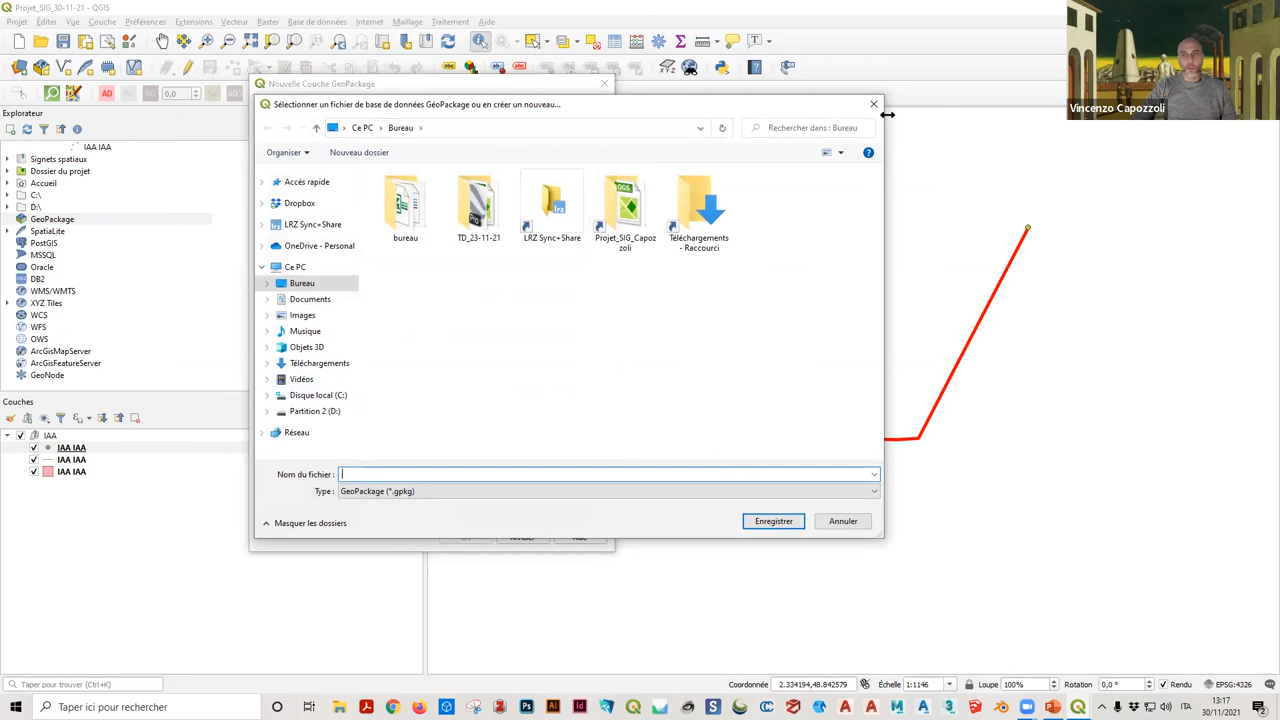 Projet_SIG_30-11-21 - QGIS
Projet Éditer Vue Couche Préférences Extensions Vecteur Raster Base de données Internet Maillage Traitement Aide
0,0
Explorateur
IAA IAA
Signets spatiaux
Dossier du projet
Accueil
C:\
D:\
GeoPackage
SpatiaLite
PostGIS
MSSQL
Oracle
DB2
WMS/WMTS
XYZ Tiles
WCS
WFS
OWS
ArcGisMapServer
ArcGisFeatureServer
GeoNode
Couches
IAA
IAA IAA
IAA IAA
IAA IAA
Nouvelle Couche GeoPackage
Sélectionner un fichier de base de données GéoPackage ou en créer un nouveau...
Ce PC
Bureau
Rechercher dans : Bureau
Organiser
Nouveau dossier
Accès rapide
Dropbox
LRZ Sync+Share
OneDrive - Personal
Ce PC
Bureau
Documents
Images
Musique
Objets 3D
Téléchargements
Vidéos
Disque local (C:)
Partition 2 (D:)
Réseau
bureau
TD_23-11-21
LRZ Sync+Share
Projet_SIG_Capoz
zoli
Téléchargements
- Raccourci
Nom du fichier :
Type : GeoPackage (*.gpkg)
Masquer les dossiers
Enregistrer
Annuler
Vincenzo Capozzoli
Taper pour trouver (Ctrl+K)
Coordonnée 2.334194,48.842579 Échelle 1:1146 Loupe 100% Rotation 0,0 ° Rendu EPSG:4326
Taper ici pour rechercher
ITA
13:17
30/11/2021